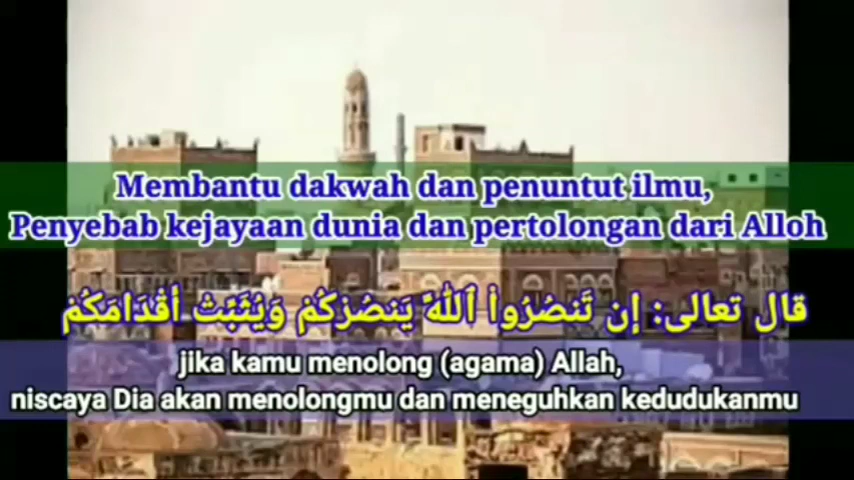 Membantu dakwah dan penuntut ilmu,
Penyebab kejayaan dunia dan pertolongan dari Alloh
قال تعالى: إِن تَنصُرُوا۟ ٱللَّهَ يَنصُرْكُمْ وَيُثَبِّتْ أَقْدَامَكُمْ
jika kamu menolong (agama) Allah,
niscaya Dia akan menolongmu dan meneguhkan kedudukanmu